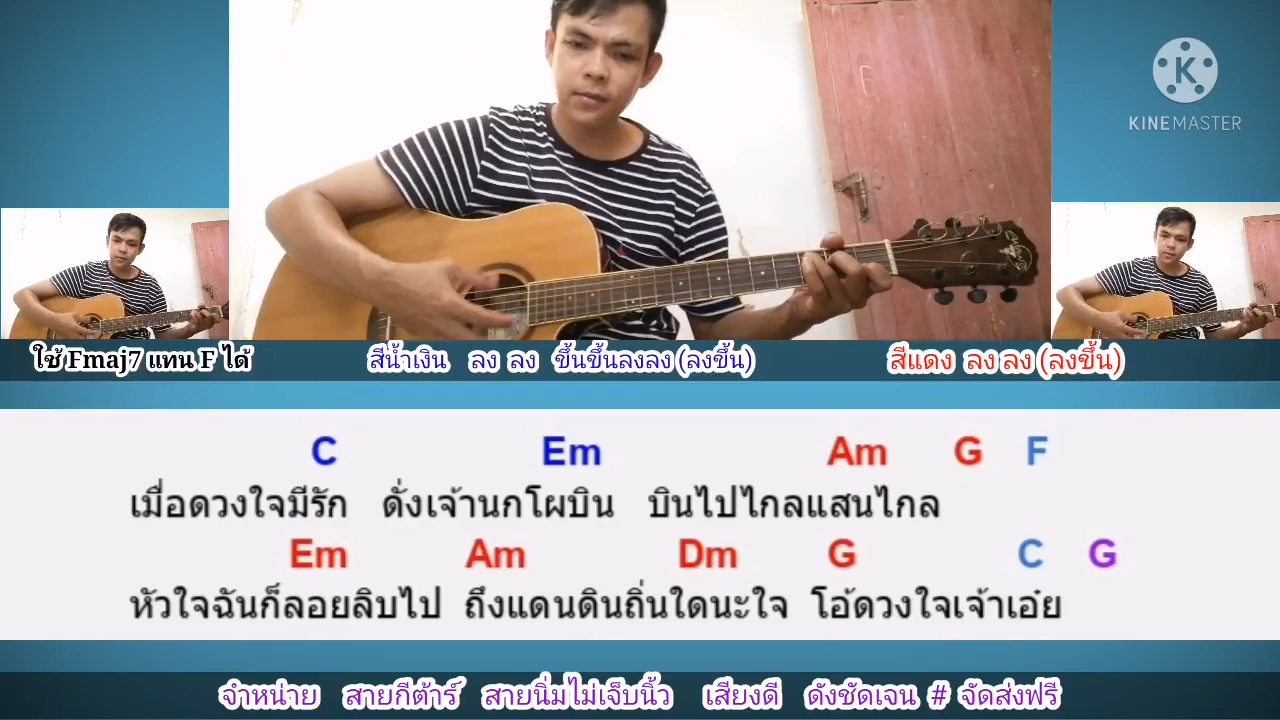 K
KINEMASTER
ใช้ Fmaj7 แทน F ได้
สีน้ำเงิน ลง ลง ขึ้นขึ้นลงลง (ลงขึ้น)
สีแดง ลง ลง (ลงขึ้น)
C Em Am G F
เมื่อดวงใจมีรัก ดั่งเจ้านกโผบิน บินไปไกลแสนไกล
Em Am Dm G C G
หัวใจฉันก็ลอยลิบไป ถึงแดนดินถิ่นใดนะใจ โอ้ดวงใจเจ้าเอ๋ย
จำหน่าย สายกีต้าร์ สายนิ่มไม่เจ็บนิ้ว เสียงดี ดังชัดเจน # จัดส่งฟรี